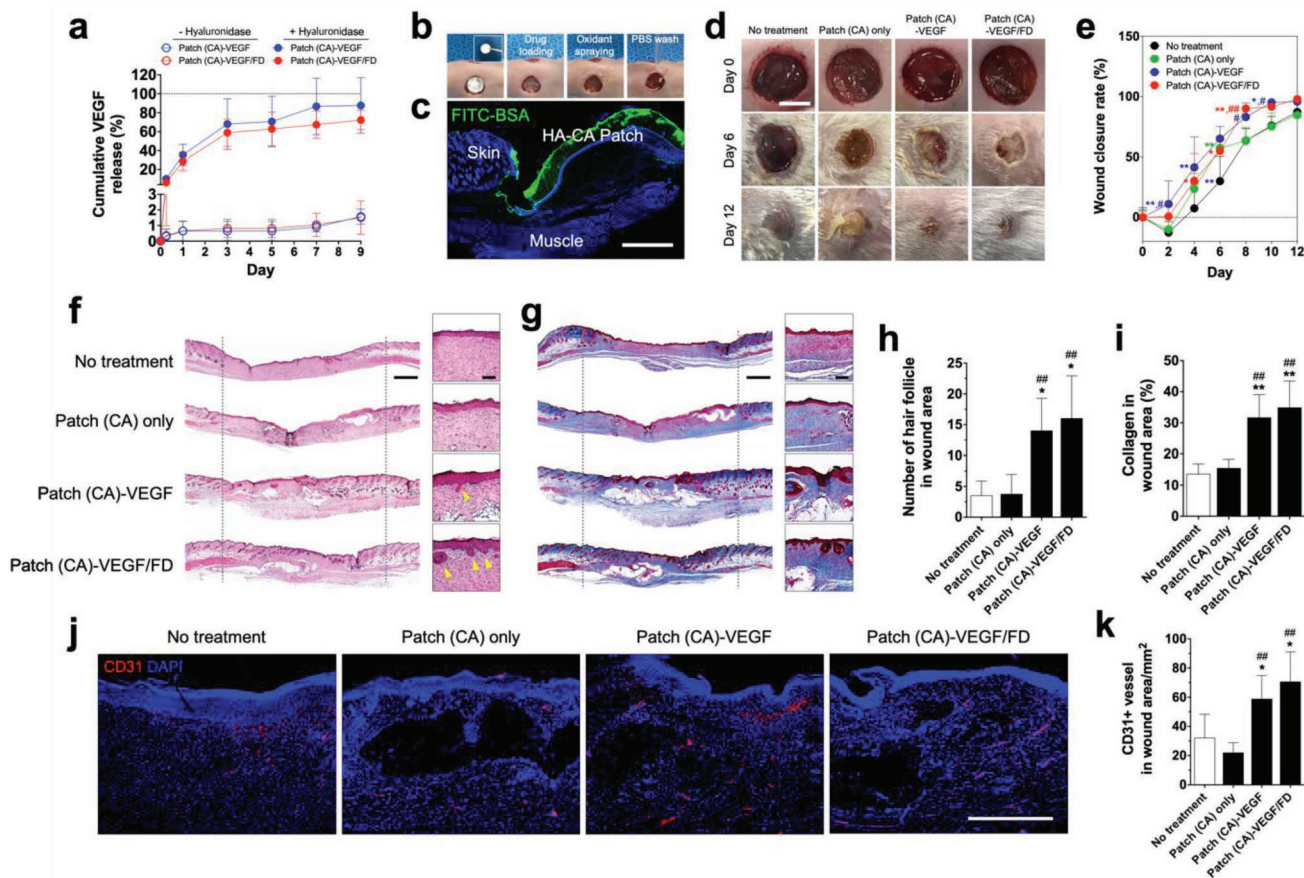 a
- Hyaluronidase + Hyaluronidase
Patch (CA)-VEGF Patch (CA)-VEGF
Patch (CA)-VEGF/FD Patch (CA)-VEGF/FD
Cumulative VEGF
release (%)
120
100
80
60
40
20
3
2
1
0
0 1 2 3 4 5 6 7 8 9
Day
b
Drug
loading
Oxidant
spraying
PBS wash
c
FITC-BSA
HA-CA Patch
Skin
Muscle
d
No treatment
Patch (CA) only
Patch (CA)
-VEGF
Patch (CA)
-VEGF/FD
Day 0
Day 6
Day 12
e
No treatment
Patch (CA) only
Patch (CA)-VEGF
Patch (CA)-VEGF/FD
Wound closure rate (%)
100
50
0
**,#
**
*
**
*
**
**,##
#
*,#
0 2 4 6 8 10 12
Day
f
g
No treatment
Patch (CA) only
Patch (CA)-VEGF
Patch (CA)-VEGF/FD
h
Number of hair follicle
in wound area
25
20
15
10
5
0
##
*
##
*
No treatment
Patch (CA) only
Patch (CA)-VEGF
Patch (CA)-VEGF/FD
i
Collagen in
wound area (%)
50
40
30
20
10
0
##
**
##
**
No treatment
Patch (CA) only
Patch (CA)-VEGF
Patch (CA)-VEGF/FD
j
No treatment
Patch (CA) only
Patch (CA)-VEGF
Patch (CA)-VEGF/FD
CD31 DAPI
k
CD31+ vessel
in wound area/mm²
100
80
60
40
20
0
##
*
##
*
No treatment
Patch (CA) only
Patch (CA)-VEGF
Patch (CA)-VEGF/FD